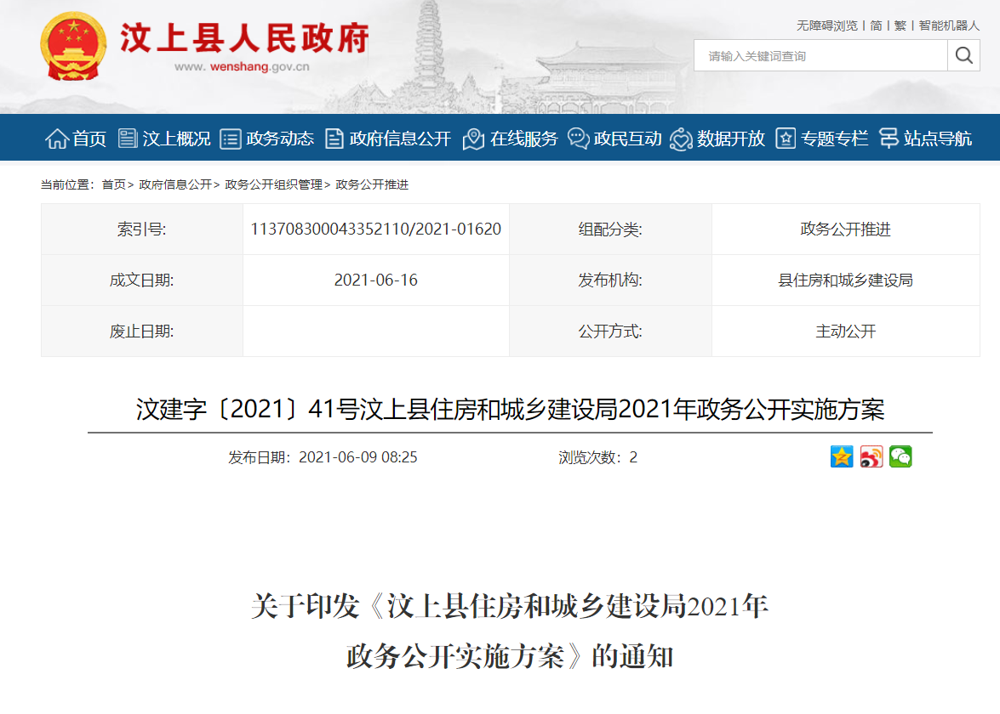 汶上县人民政府
www.wenshang.gov.cn
无障碍浏览 | 简 | 繁 | 智能机器人
请输入关键词查询
首页 汶上概况 政务动态 政府信息公开 在线服务 政民互动 数据开放 专题专栏 站点导航
当前位置：首页> 政府信息公开> 政务公开组织管理> 政务公开推进
索引号: 113708300043352110/2021-01620 组配分类: 政务公开推进
成文日期: 2021-06-16 发布机构: 县住房和城乡建设局
废止日期: 公开方式: 主动公开
汶建字〔2021〕41号汶上县住房和城乡建设局2021年政务公开实施方案
发布日期：2021-06-09 08:25 浏览次数：2
关于印发《汶上县住房和城乡建设局2021年
政务公开实施方案》的通知